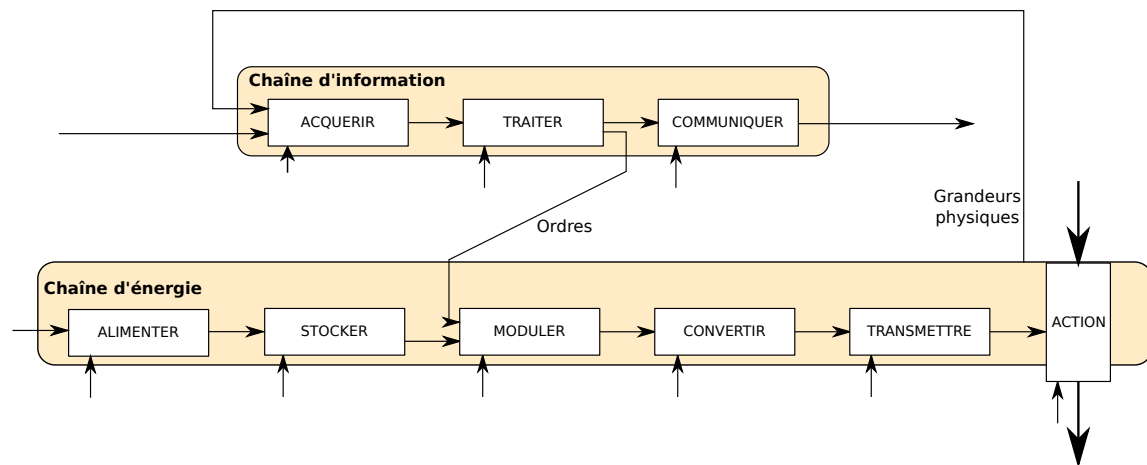 Chaîne d'information
ACQUERIR
TRAITER
COMMUNIQUER
Ordres
Grandeurs
physiques
Chaîne d'énergie
ALIMENTER
STOCKER
MODULER
CONVERTIR
TRANSMETTRE
ACTION